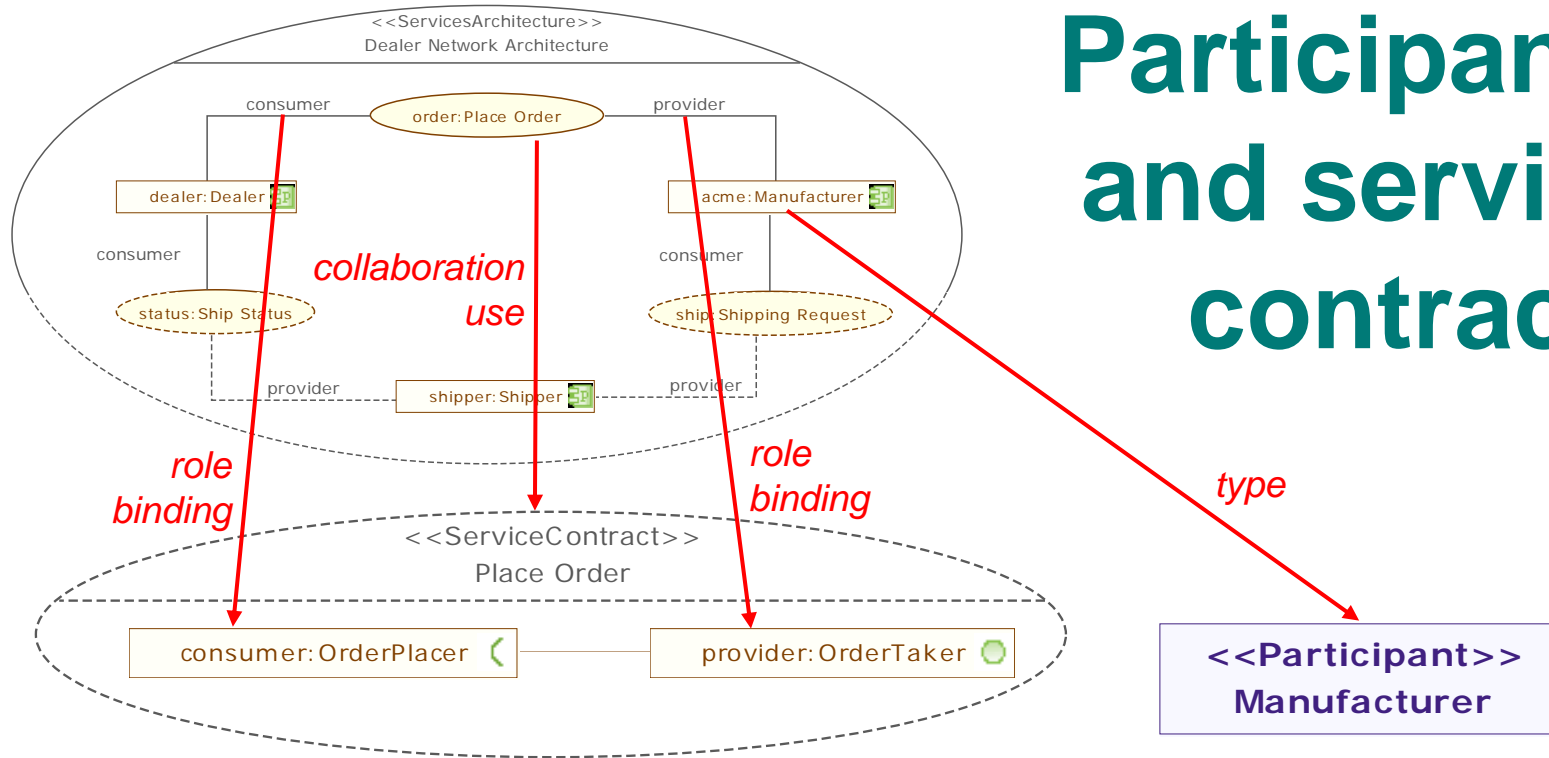 <<ServicesArchitecture>>
Dealer Network Architecture
consumer
order:Place Order
provider
dealer:Dealer
acme:Manufacturer
consumer
consumer
status:Ship Status
ship:Shipping Request
provider
shipper:Shipper
provider
collaboration
use
role
binding
role
binding
type
<<ServiceContract>>
Place Order
consumer:OrderPlacer
provider:OrderTaker
<<Participant>>
Manufacturer
and servi
contrac